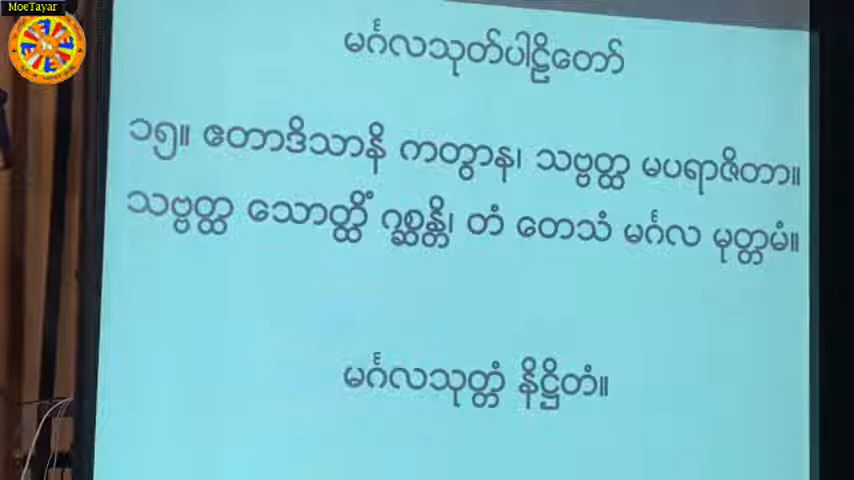 MoeTayar
မင်္ဂလသုတ်ပါဠိတော်
၁၅။ ဧတာဒိသာနိ ကတွာန၊ သဗ္ဗတ္ထ မပရာဇိတာ။
သဗ္ဗတ္ထ သောတ္ထိံ ဂစ္ဆန္တိ၊ တံ တေသံ မင်္ဂလ မုတ္တမံ။
မင်္ဂလသုတ္တံ နိဋ္ဌိတံ။